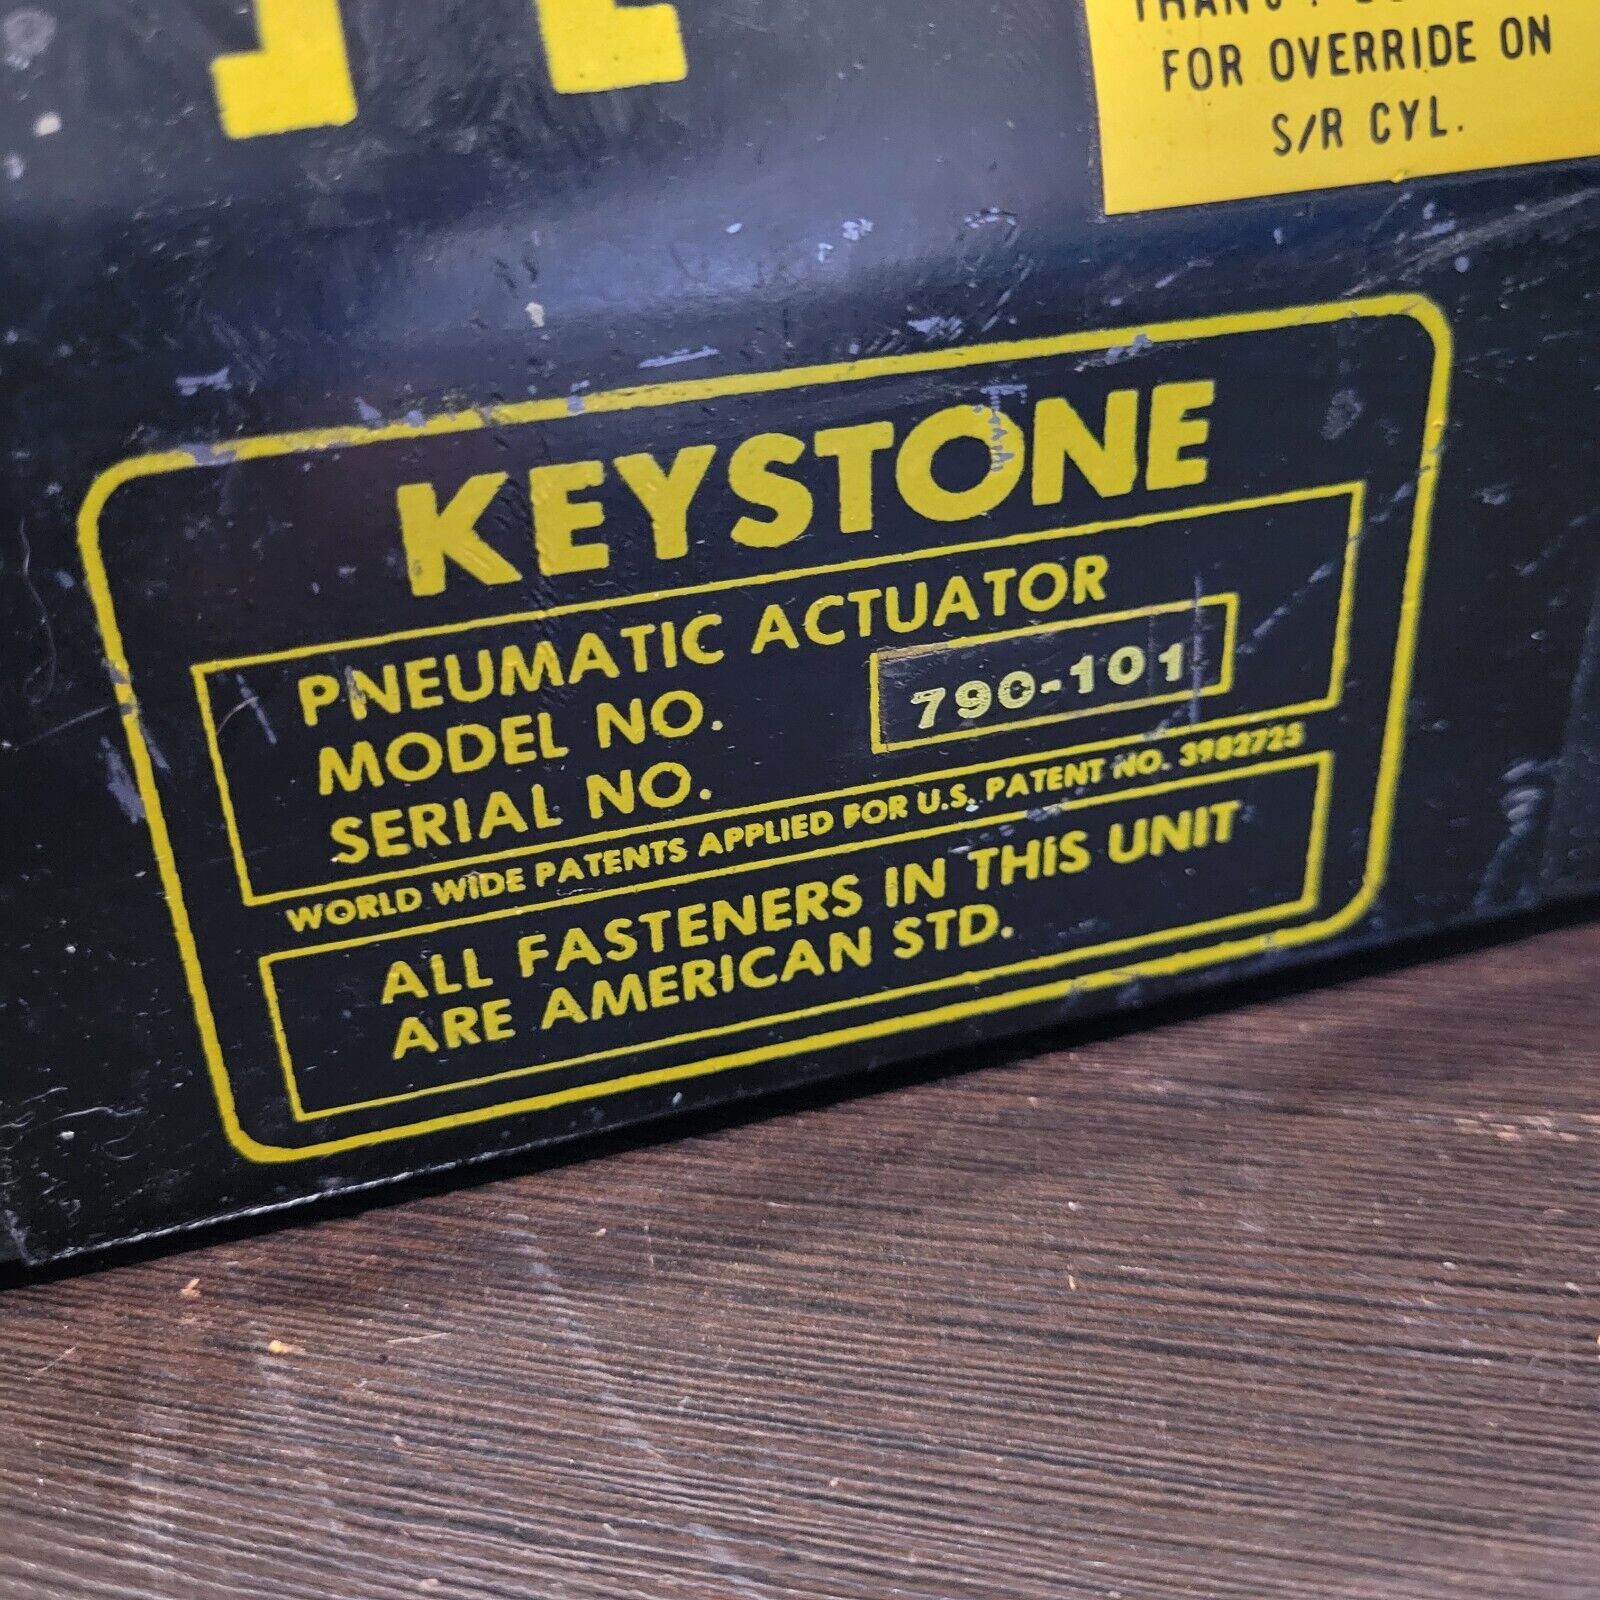 FOR OVERRIDE ON
S/R CYL.
KEYSTONE
PNEUMATIC ACTUATOR
MODEL NO. 790-101
SERIAL NO.
WORLD WIDE PATENTS APPLIED FOR U.S. PATENT NO. 3982725
ALL FASTENERS IN THIS UNIT
ARE AMERICAN STD.